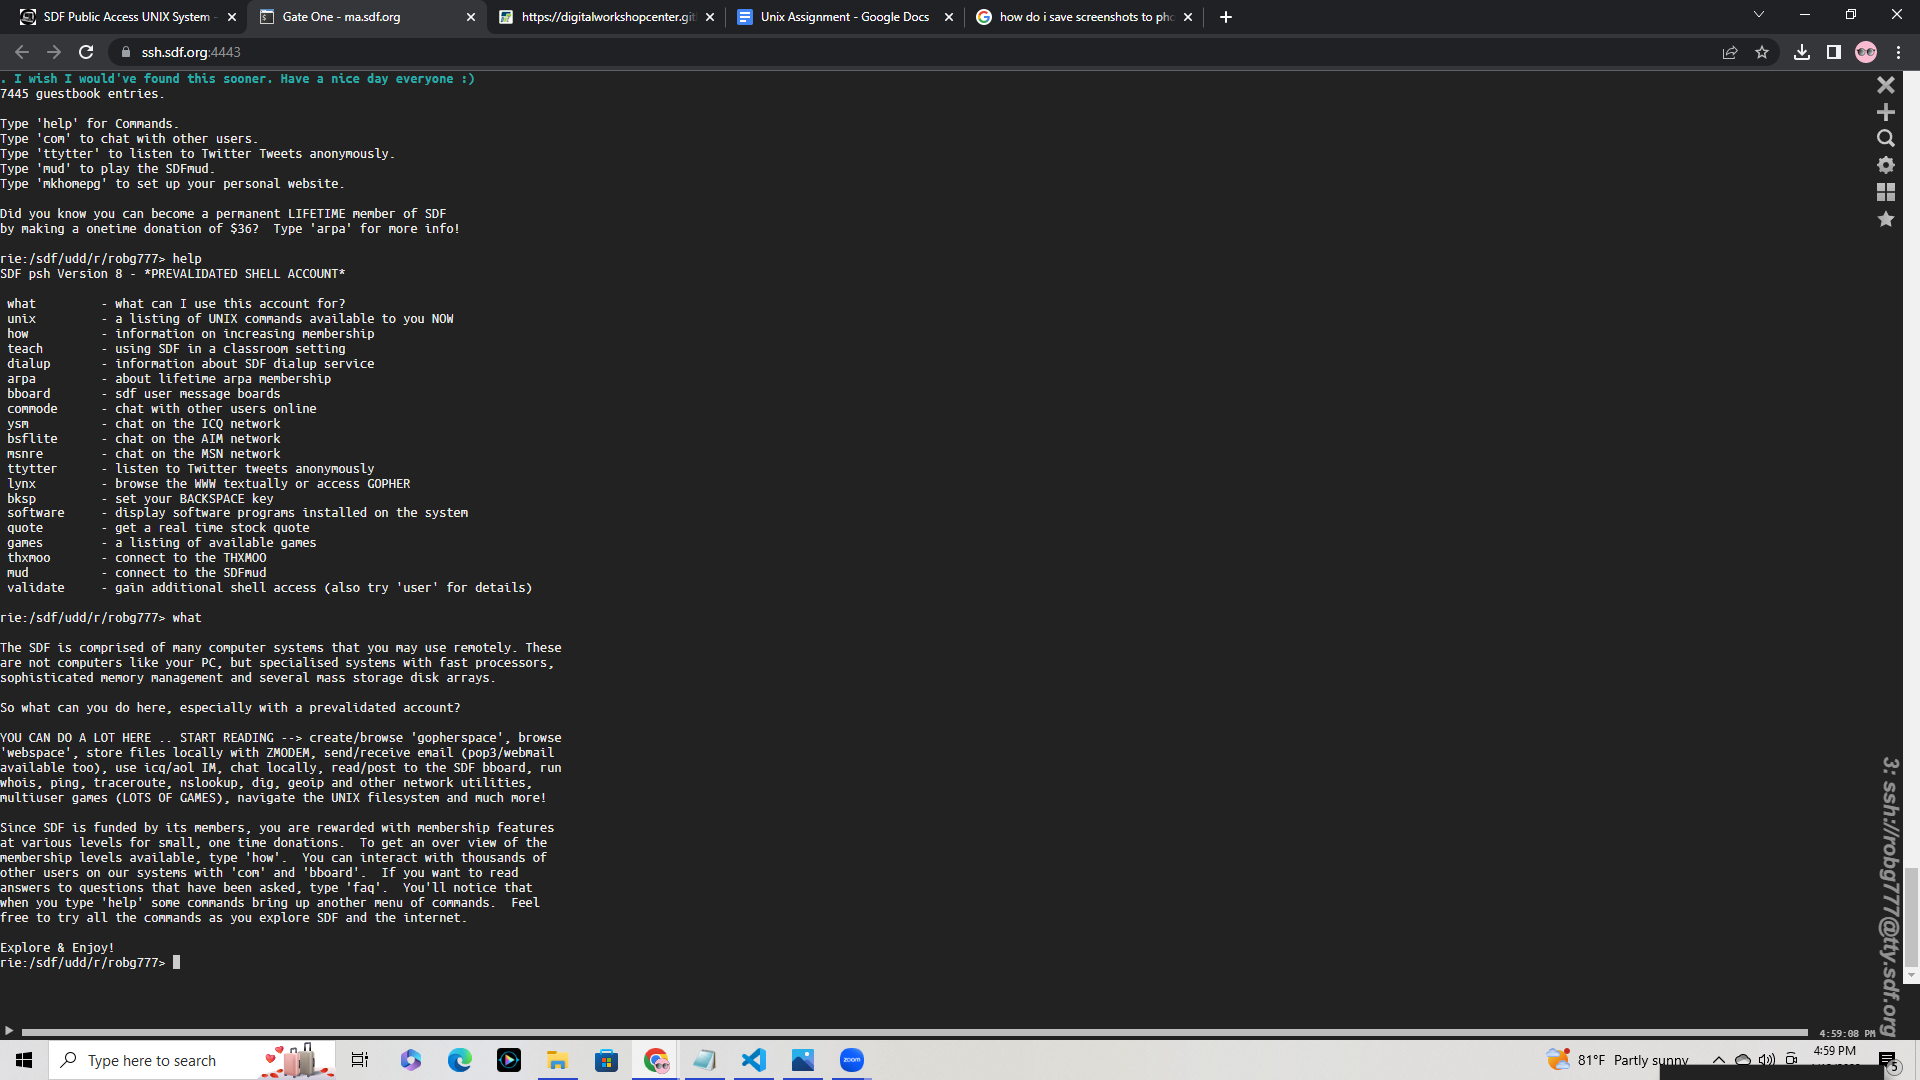 SDF Public Access UNIX System -
Gate One - ma.sdf.org
https://digitalworkshopcenter.git
Unix Assignment - Google Docs
how do i save screenshots to pho
ssh.sdf.org:4443
. I wish I would've found this sooner. Have a nice day everyone :)
7445 guestbook entries.
Type 'help' for Commands.
Type 'com' to chat with other users.
Type 'ttytter' to listen to Twitter Tweets anonymously.
Type 'mud' to play the SDFmud.
Type 'mkhomepg' to set up your personal website.
Did you know you can become a permanent LIFETIME member of SDF
by making a onetime donation of $36?  Type 'arpa' for more info!
rie:/sdf/udd/r/robg777> help
SDF psh Version 8 - *PREVALIDATED SHELL ACCOUNT*
what - what can I use this account for?
unix - a listing of UNIX commands available to you NOW
how - information on increasing membership
teach - using SDF in a classroom setting
dialup - information about SDF dialup service
arpa - about lifetime arpa membership
bboard - sdf user message boards
commode - chat with other users online
ysm - chat on the ICQ network
bsflite - chat on the AIM network
msnre - chat on the MSN network
ttytter - listen to Twitter tweets anonymously
lynx - browse the WWW textually or access GOPHER
bksp - set your BACKSPACE key
software - display software programs installed on the system
quote - get a real time stock quote
games - a listing of available games
thxmoo - connect to the THXMOO
mud - connect to the SDFmud
validate - gain additional shell access (also try 'user' for details)
rie:/sdf/udd/r/robg777> what
The SDF is comprised of many computer systems that you may use remotely. These
are not computers like your PC, but specialised systems with fast processors,
sophisticated memory management and several mass storage disk arrays.
So what can you do here, especially with a prevalidated account?
YOU CAN DO A LOT HERE .. START READING --> create/browse 'gopherspace', browse
'webspace', store files locally with ZMODEM, send/receive email (pop3/webmail
available too), use icq/aol IM, chat locally, read/post to the SDF bboard, run
whois, ping, traceroute, nslookup, dig, geoip and other network utilities,
multiuser games (LOTS OF GAMES), navigate the UNIX filesystem and much more!
Since SDF is funded by its members, you are rewarded with membership features
at various levels for small, one time donations.  To get an over view of the
membership levels available, type 'how'.  You can interact with thousands of
other users on our systems with 'com' and 'bboard'.  If you want to read
answers to questions that have been asked, type 'faq'.  You'll notice that
when you type 'help' some commands bring up another menu of commands.  Feel
free to try all the commands as you explore SDF and the internet.
Explore & Enjoy!
rie:/sdf/udd/r/robg777>
3: ssh://robg777@tty.sdf.org
4:59:08 PM
Type here to search
zoom
81°F Partly sunny
4:59 PM
5